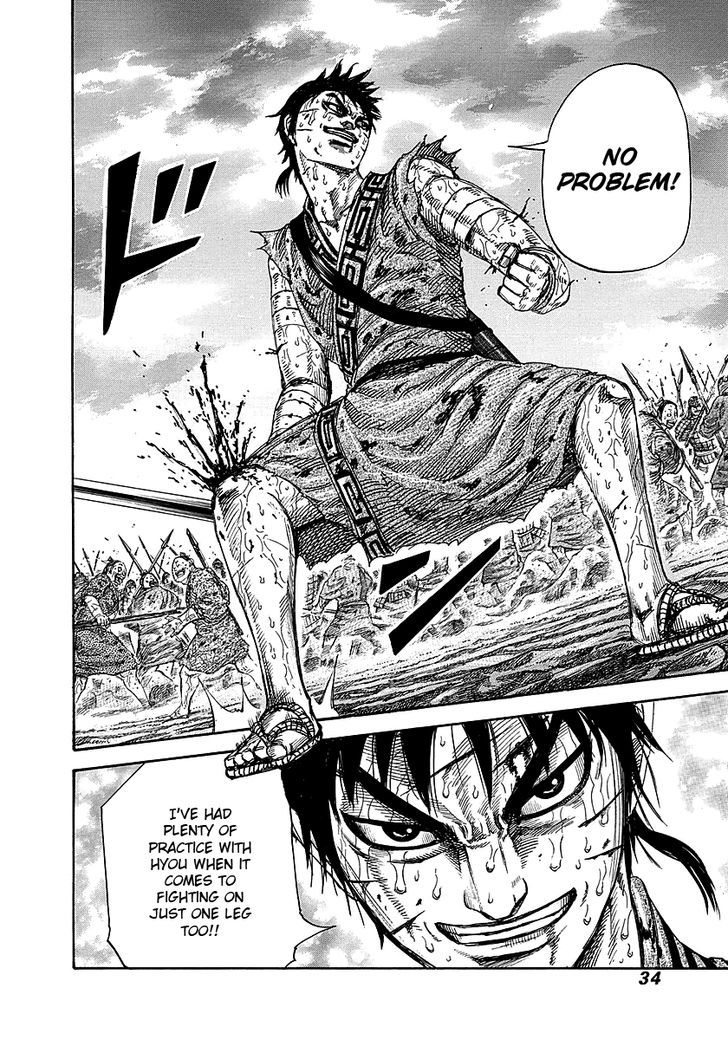 NO
PROBLEM!
ドン
I'VE HAD
PLENTY OF
PRACTICE WITH
HYOU WHEN IT
COMES TO
FIGHTING ON
JUST ONE LEG
TOO!!
34